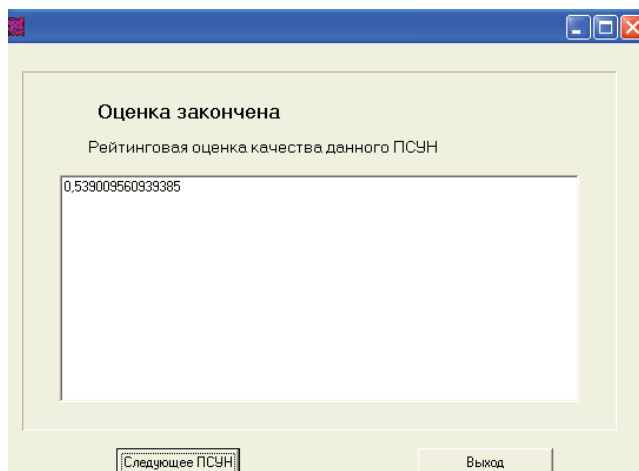 Оценка закончена
Рейтинговая оценка качества данного ПСУН
0,539009560939385
Следующее ПСУН
Выход